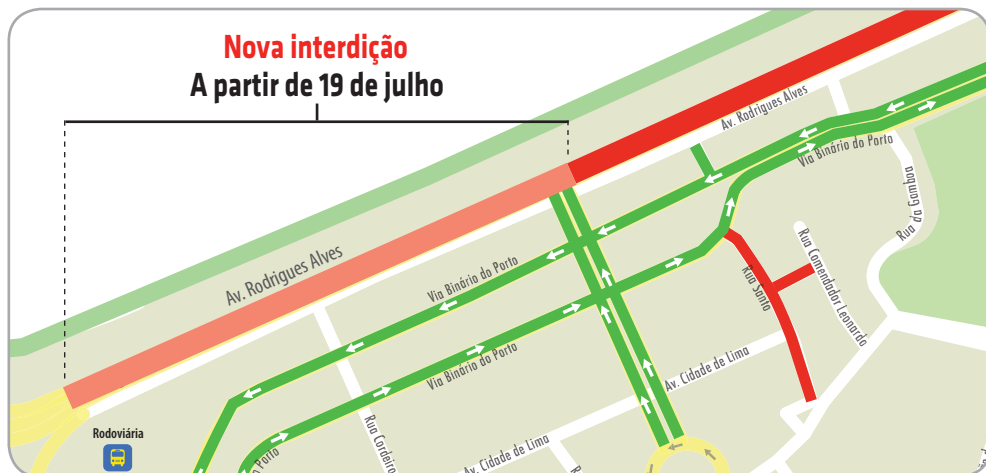 Nova interdição
A partir de 19 de julho
Av. Rodrigues Alves
Via Binário do Porto
Rua da Gamboa
Av. Rodrigues Alves
Via Binário do Porto
Rua Santo
Rua Comendador Leonardo
Via Binário do Porto
Av. Cidade de Lima
Rodoviária
Porto
Rua Cordeiro
Av. Cidade de Lima